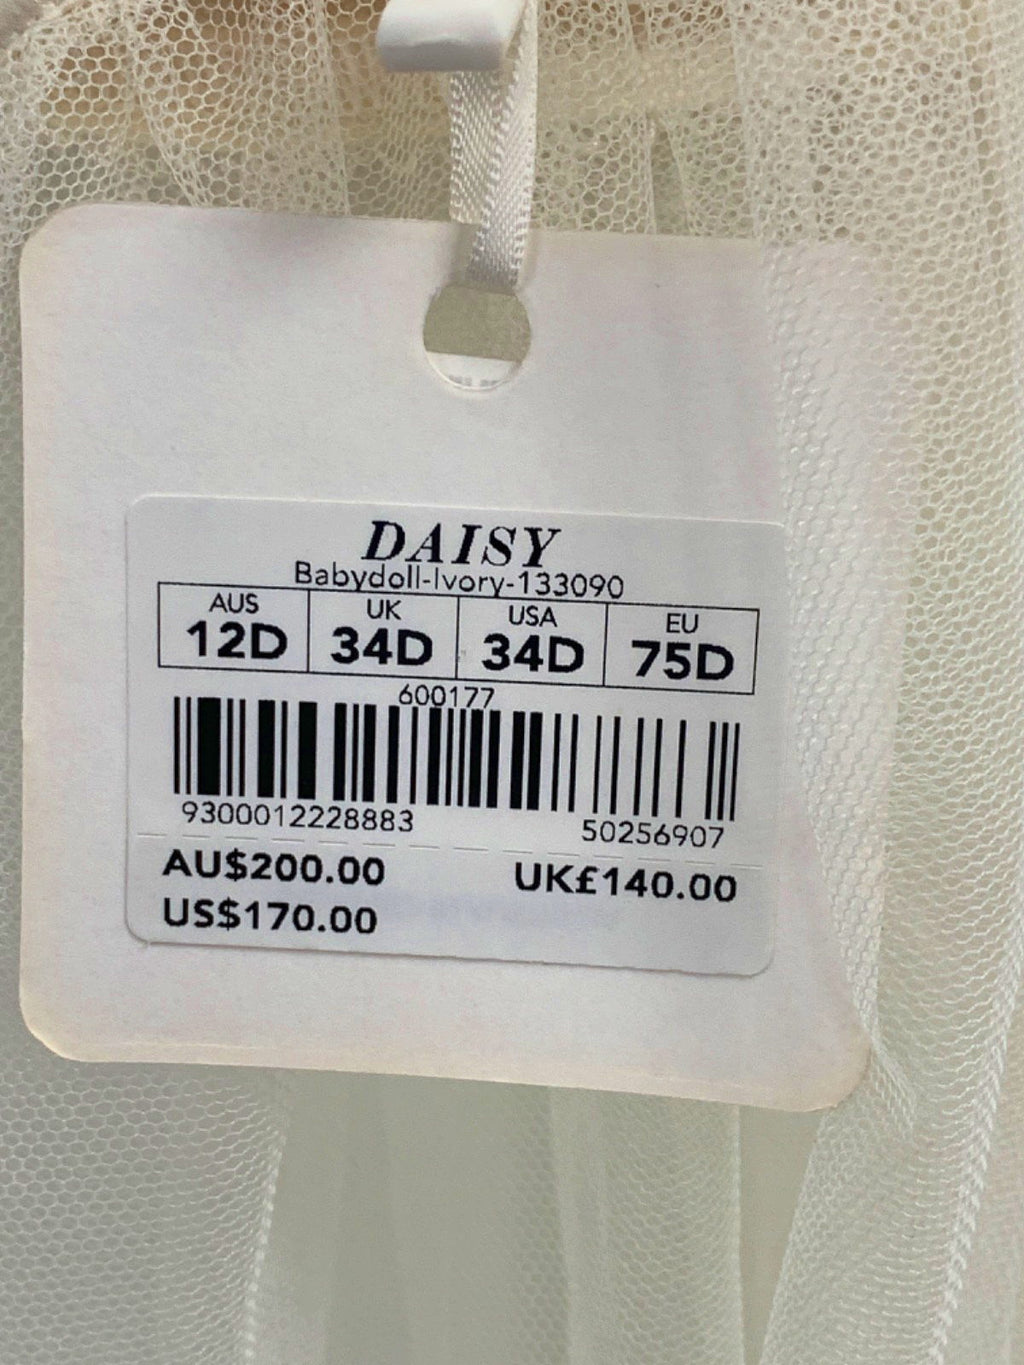 DAISY
Babydoll-Ivory-133090
AUS UK USA EU
12D 34D 34D 75D
600177
9300012228883 50256907
AU$200.00 UK£140.00
US$170.00